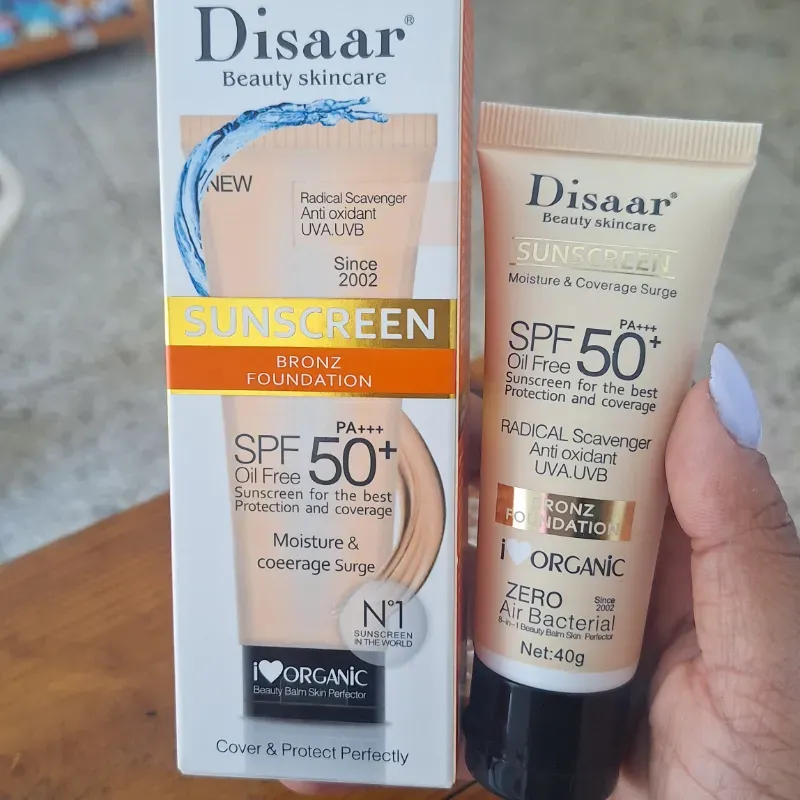 Disaar®
Beauty skincare
NEW
Radical Scavenger
Anti oxidant
UVA.UVB
Since
2002
SUNSCREEN
BRONZ
FOUNDATION
PA+++
SPF 50+
Oil Free
Sunscreen for the best
Protection and coverage
Moisture &
coeerage Surge
N°1
SUNSCREEN
IN THE WORLD
i♥ORGANiC
Beauty Balm Skin Perfector
Cover & Protect Perfectly
Disaar®
Beauty skincare
SUNSCREEN
Moisture & Coverage Surge
PA+++
SPF 50+
Oil Free
Sunscreen for the best
Protection and coverage
RADICAL Scavenger
Anti oxidant
UVA.UVB
BRONZ
FOUNDATION
i♥ORGANiC
ZERO
Since
2002
Air Bacterial
8-in-1 Beauty Balm Skin Perfector
Net:40g